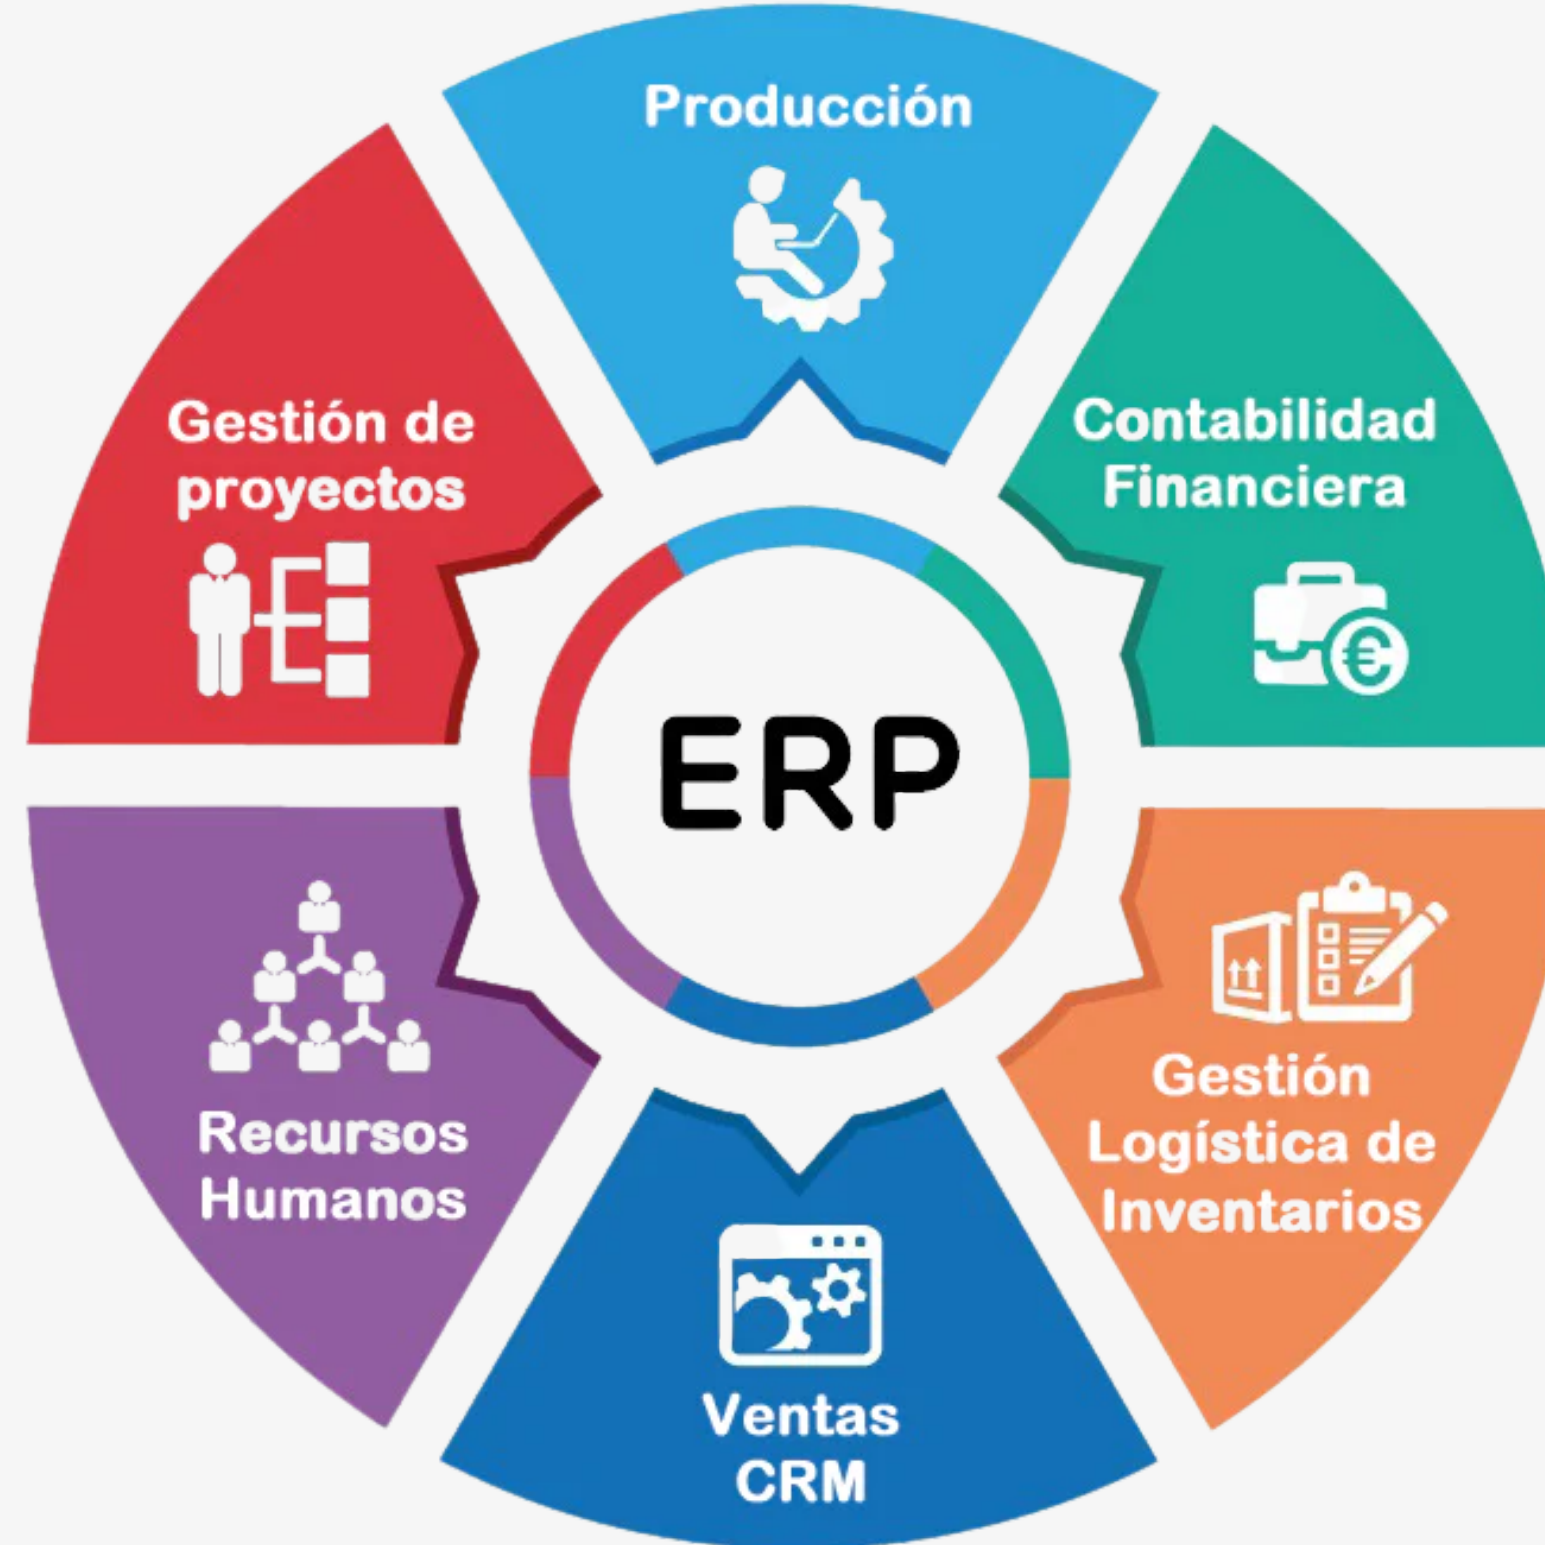 Producción
Contabilidad
Financiera
€
Gestión
Logística de
Inventarios
Ventas
CRM
Recursos
Humanos
Gestión de
proyectos
ERP